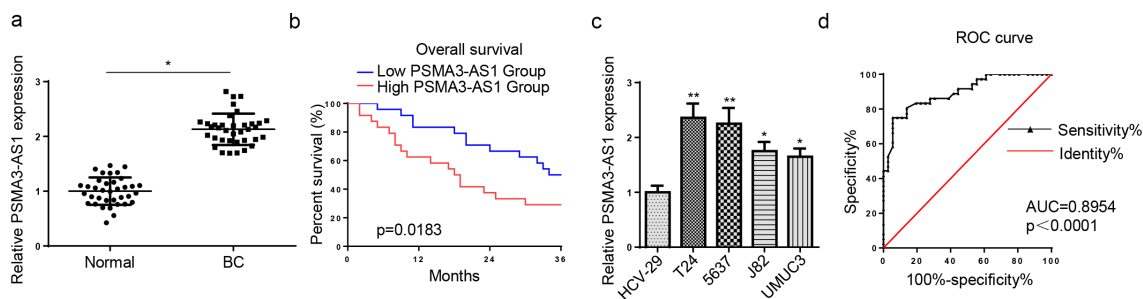 a
Relative PSMA3-AS1 expression
3
2
1
0
*
Normal
BC
b
Overall survival
Low PSMA3-AS1 Group
High PSMA3-AS1 Group
Percent survival (%)
100
80
60
40
20
0
p=0.0183
0
12
24
36
Months
c
Relative PSMA3-AS1 expression
3
2
1
0
**
**
*
*
HCV-29
T24
5637
J82
UMUC3
d
ROC curve
Specificity%
100
80
60
40
20
0
Sensitivity%
Identity%
AUC=0.8954
p<0.0001
0
20
40
60
80
100
100%-specificity%